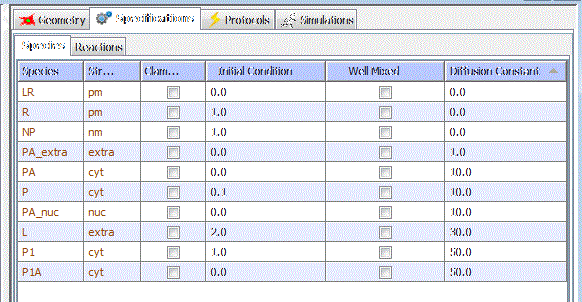 Geometry Specifications Protocols Simulations
Species Reactions
Species Str... Clam... Initial Condition Well Mixed Diffusion Constant
LR pm 0.0 0.0
R pm 1.0 0.0
NP nm 1.0 0.0
PA_extra extra 0.0 1.0
PA cyt 0.0 10.0
P cyt 0.1 10.0
PA_nuc nuc 0.0 10.0
L extra 2.0 30.0
P1 cyt 1.0 50.0
P1A cyt 0.0 50.0